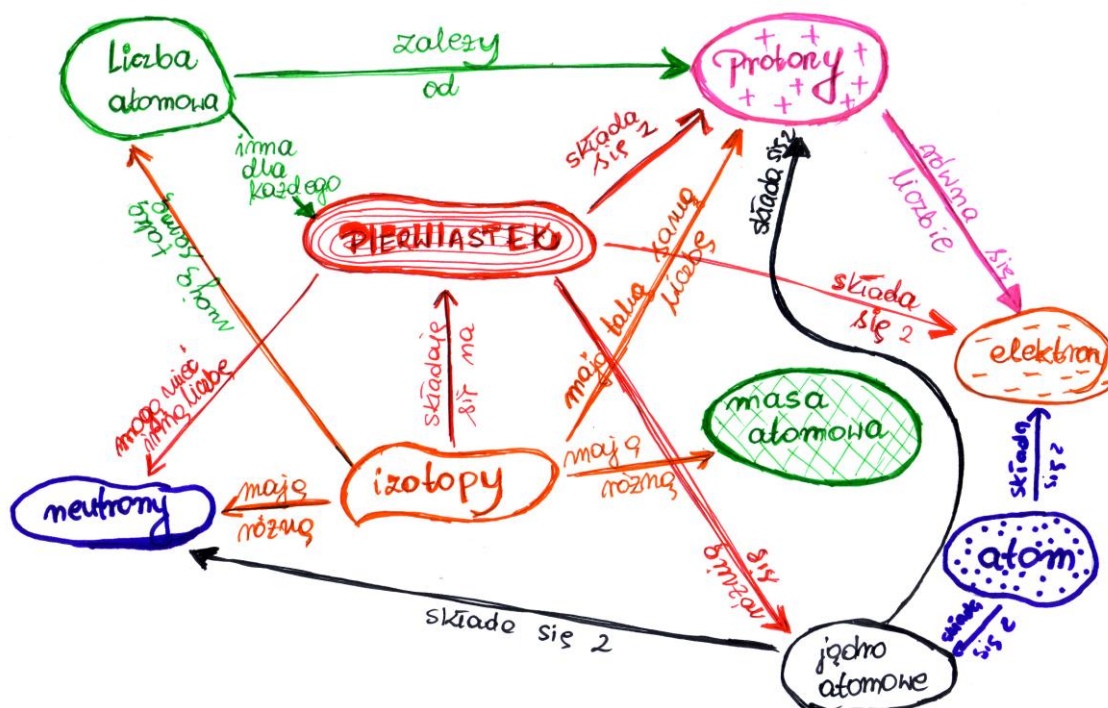 Liczba
atomowa
zależy
od
protony
inna
dla
każdego
składa
się z
składa się z
równa się
liczbie
mają taką
samą
PIERWIASTEK
mają taką samą
liczbę
składa
się z
elektron
mogą mieć
inną liczbę
składają
się na
masa
atomowa
izotopy
mają
różną
neutrony
mają
różną
różnią
się
składa
się z
atom
składa się z
składa
się z
jądro
atomowe